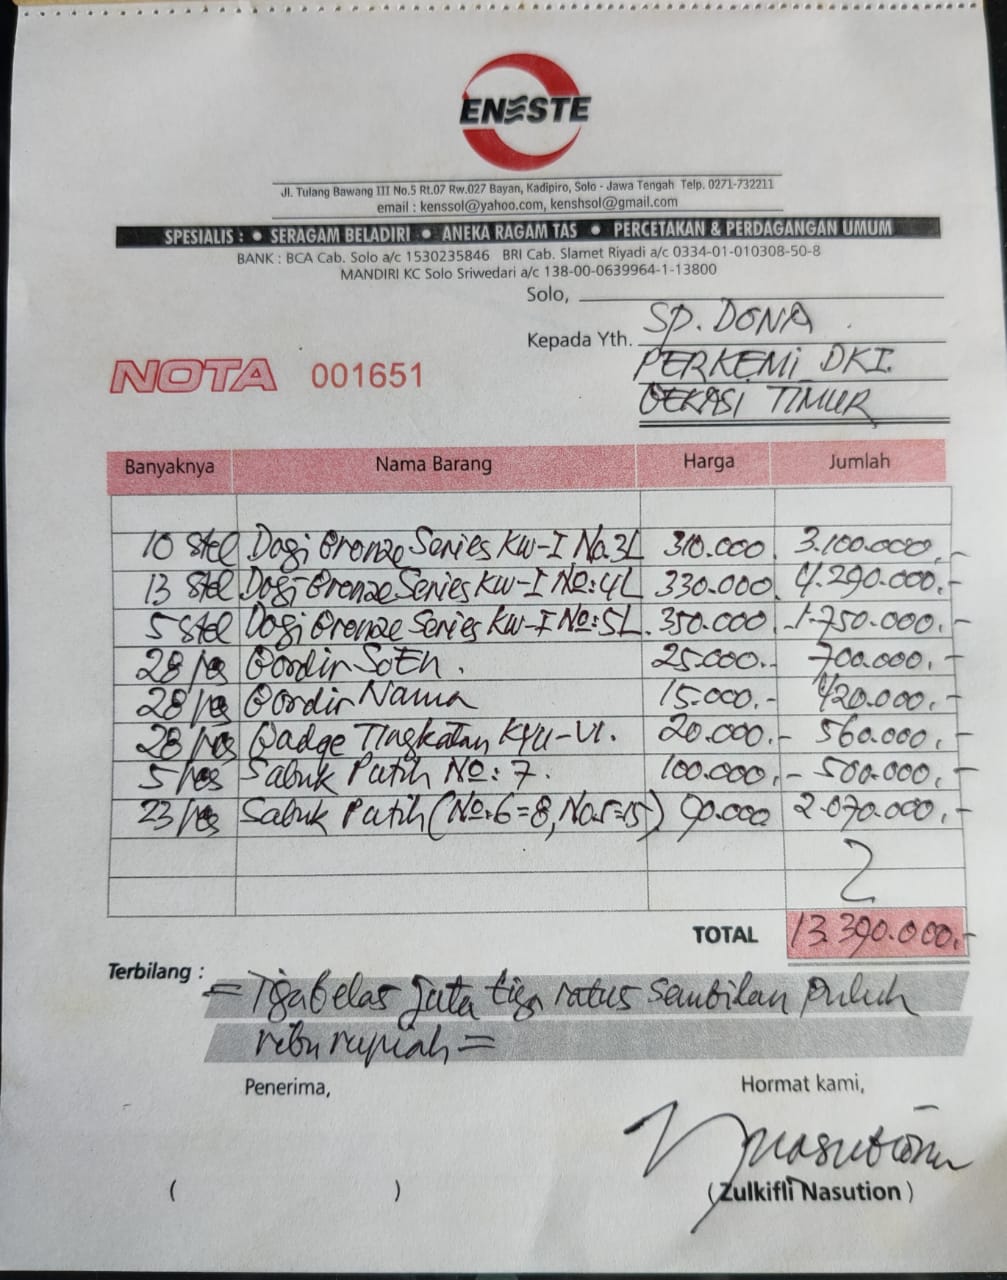 ENESTE
Jl. Tulang Bawang III No.5 Rt.07 Rw.027 Bayan, Kadipiro, Solo - Jawa Tengah Telp. 0271-732211
email : kenssol@yahoo.com, kenshsol@gmail.com
SPESIALIS : • SERAGAM BELADIRI • ANEKA RAGAM TAS • PERCETAKAN & PERDAGANGAN UMUM
BANK : BCA Cab. Solo a/c 1530235846 BRI Cab. Slamet Riyadi a/c 0334-01-010308-50-8
MANDIRI KC Solo Sriwedari a/c 138-00-0639964-1-13800
Solo,
Kepada Yth. SP. DONA
PERKEMI DKI.
BEKASI TIMUR
NOTA 001651
Banyaknya Nama Barang Harga Jumlah
10 Stel Dogi Bronze Series KW-I No.3L 310.000 3.100.000,-
13 Stel Dogi Bronze Series KW-I No:4L 330.000 4.290.000,-
5 Stel Dogi Bronze Series KW-I No:5L. 350.000 1.750.000,-
28 pcs Bordir SoEn. 25.000.- 700.000,-
28 pcs Bordir Nama 15.000.- 420.000,-
28 pcs Badge Tingkatan KYU-VI. 20.000.- 560.000,-
5 pcs Sabuk Putih No:7. 100.000,- 500.000,-
23 pcs Sabuk Putih (No:6=8, No.5=15) 90.000 2.070.000,-
TOTAL 13.390.000,-
Terbilang : = Tigabelas juta tiga ratus sembilan puluh
ribu rupiah =
Penerima, Hormat kami,
Nasution
( ) (Zulkifli Nasution)